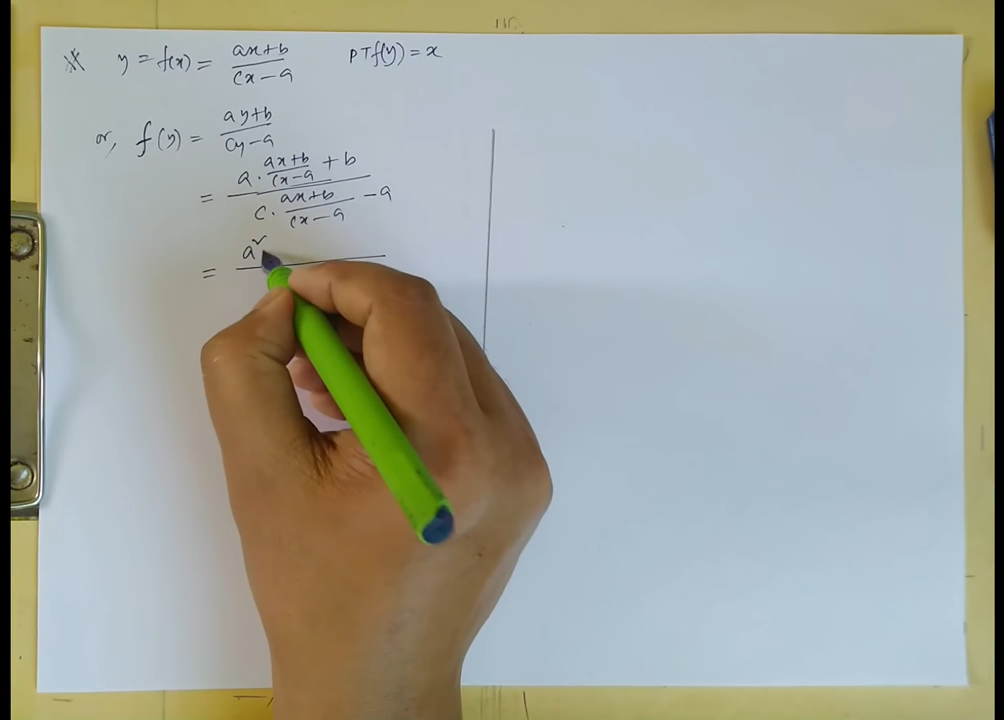 ※ y = f(x) = (ax+b)/(cx-a) PT f(y) = x
or, f(y) = (ay+b)/(cy-a)
= (a · (ax+b)/(cx-a) + b)/(c · (ax+b)/(cx-a) - a)
= a²